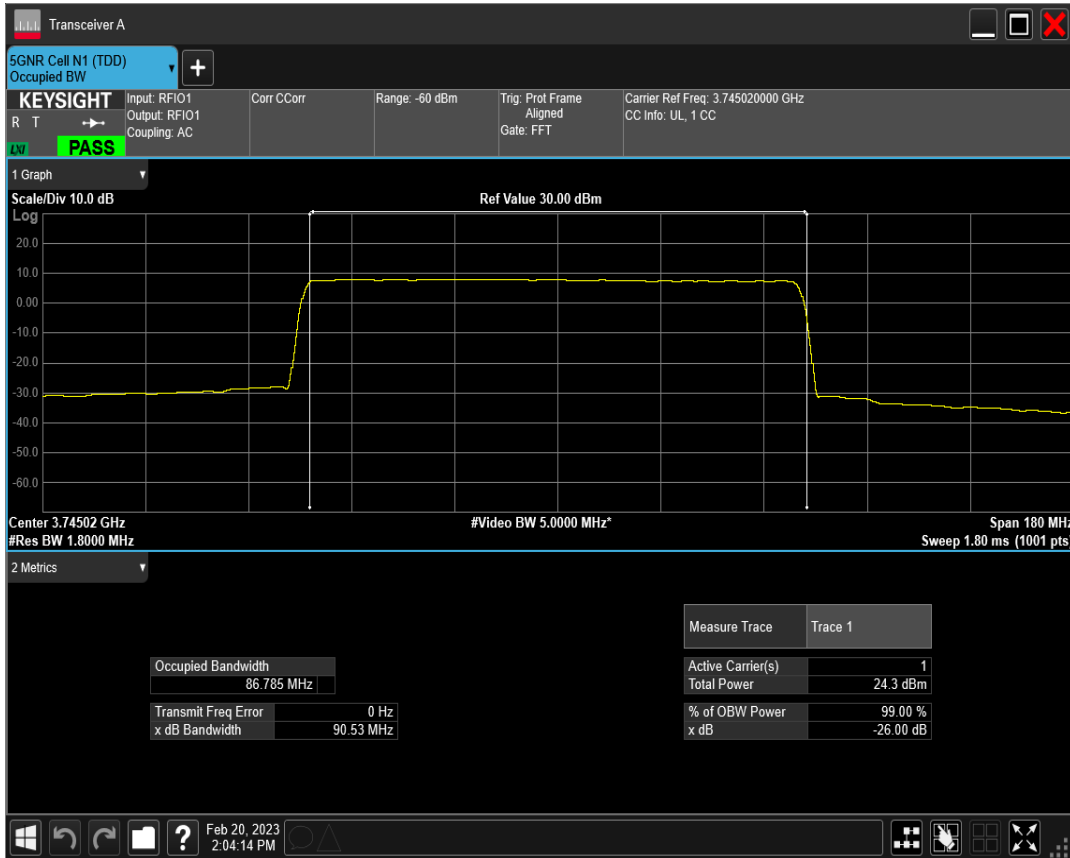 Transceiver A
5GNR Cell N1 (TDD)
Occupied BW
+
KEYSIGHT
R T
LXI
PASS
Input: RFIO1
Output: RFIO1
Coupling: AC
Corr CCorr
Range: -60 dBm
Trig: Prot Frame
Aligned
Gate: FFT
Carrier Ref Freq: 3.745020000 GHz
CC Info: UL, 1 CC
1 Graph
Scale/Div 10.0 dB
Ref Value 30.00 dBm
Log
20.0
10.0
0.00
-10.0
-20.0
-30.0
-40.0
-50.0
-60.0
Center 3.74502 GHz
#Video BW 5.0000 MHz*
Span 180 MHz
#Res BW 1.8000 MHz
Sweep 1.80 ms (1001 pts)
2 Metrics
Measure Trace Trace 1
Occupied Bandwidth
86.785 MHz
Active Carrier(s) 1
Total Power 24.3 dBm
Transmit Freq Error 0 Hz
x dB Bandwidth 90.53 MHz
% of OBW Power 99.00 %
x dB -26.00 dB
?
Feb 20, 2023
2:04:14 PM